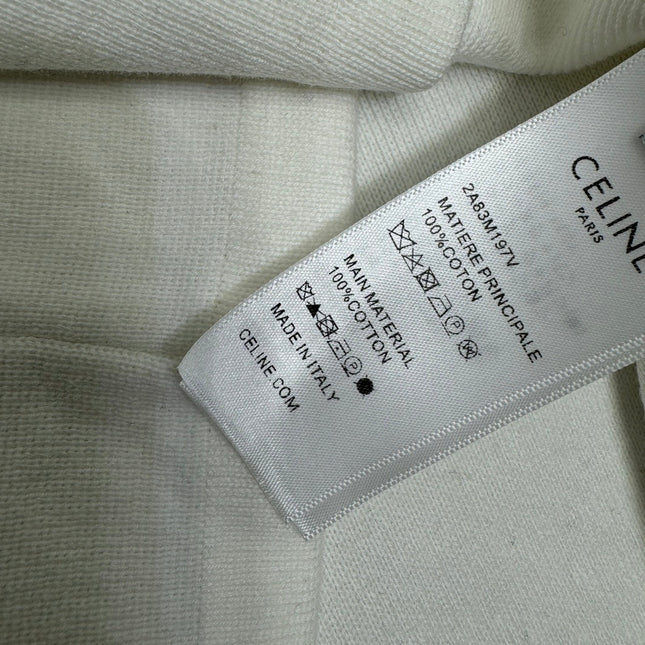 CELINE
PARIS
2A83M197V
MATIERE PRINCIPALE
100%COTON
MAIN MATERIAL
100%COTTON
MADE IN ITALY
CELINE.COM